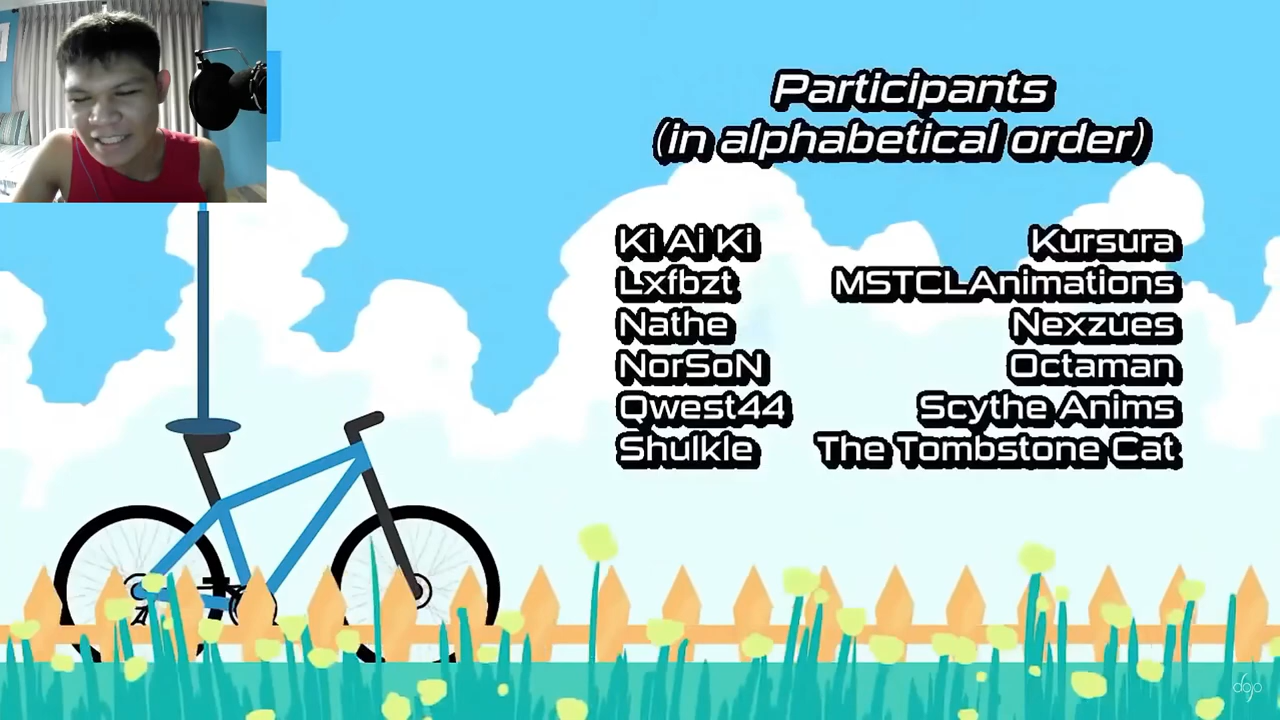 Participants
(in alphabetical order)
Ki Ai Ki
Kursura
Lxfbzt
MSTCLAnimations
Nathe
Nexzues
NorSoN
Octaman
Qwest44
Scythe Anims
Shulkle
The Tombstone Cat
dojo